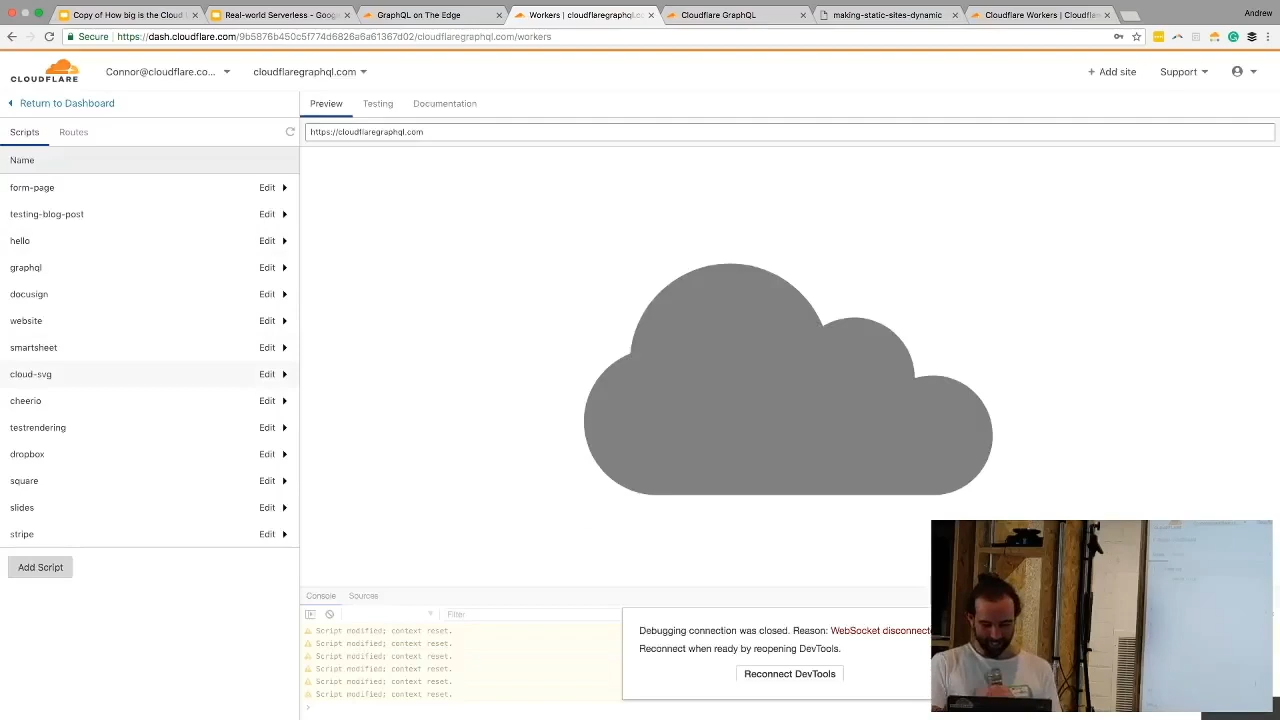 Copy of How big is the Cloud
Real-world Serverless - Goog
GraphQL on The Edge
Workers | cloudflaregraphql.c
Cloudflare GraphQL
making-static-sites-dynamic
Cloudflare Workers | Cloudflar
Andrew
Secure
https://dash.cloudflare.com/9b5876b450c5f774d6826a6a61367d02/cloudflaregraphql.com/workers
CLOUDFLARE
Connor@cloudflare.co...
cloudflaregraphql.com
+ Add site
Support
Return to Dashboard
Preview
Testing
Documentation
Scripts
Routes
https://cloudflaregraphql.com
Name
form-page Edit
testing-blog-post Edit
hello Edit
graphql Edit
docusign Edit
website Edit
smartsheet Edit
cloud-svg Edit
cheerio Edit
testrendering Edit
dropbox Edit
square Edit
slides Edit
stripe Edit
Add Script
Console
Sources
Filter
Script modified; context reset.
Script modified; context reset.
Script modified; context reset.
Script modified; context reset.
Script modified; context reset.
Script modified; context reset.
Debugging connection was closed. Reason: WebSocket disconnecte
Reconnect when ready by reopening DevTools.
Reconnect DevTools